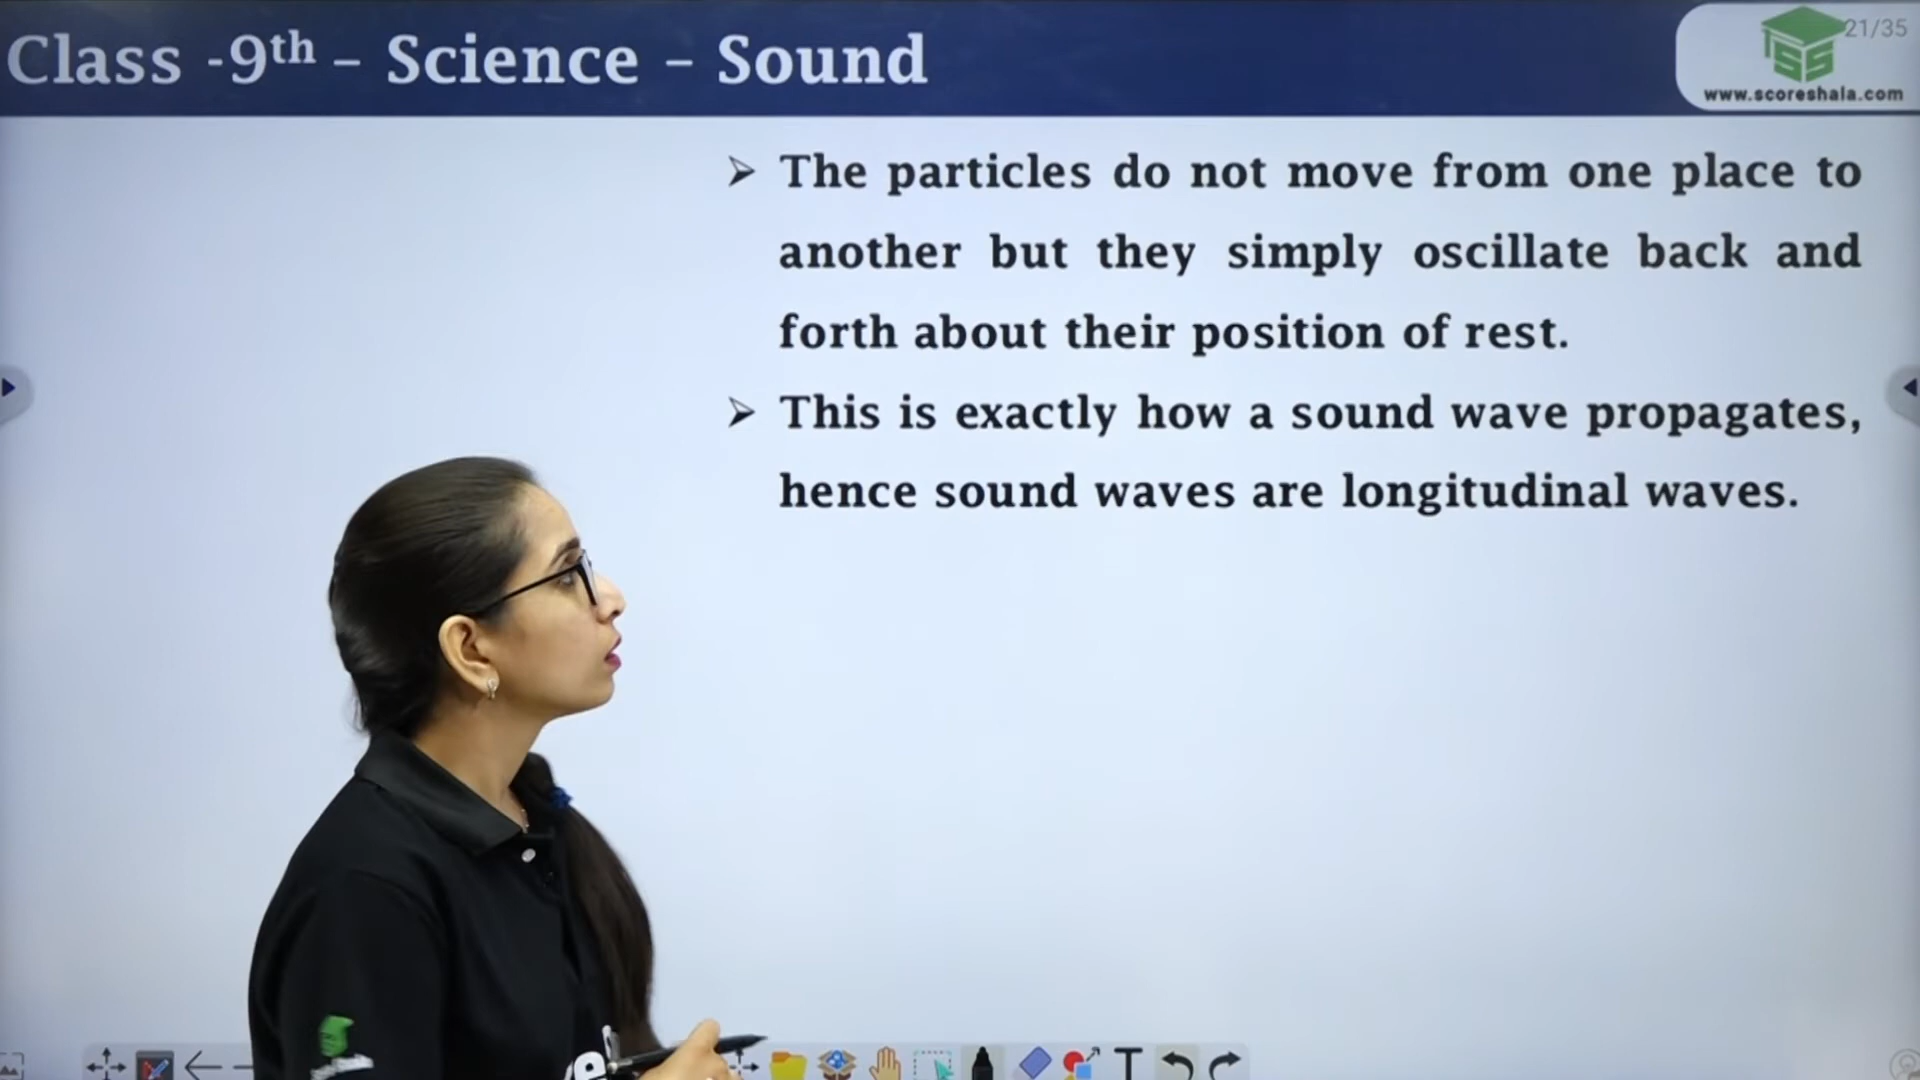 Class -9th – Science – Sound
21/35
www.scoreshala.com
➤ The particles do not move from one place to
another but they simply oscillate back and
forth about their position of rest.
➤ This is exactly how a sound wave propagates,
hence sound waves are longitudinal waves.